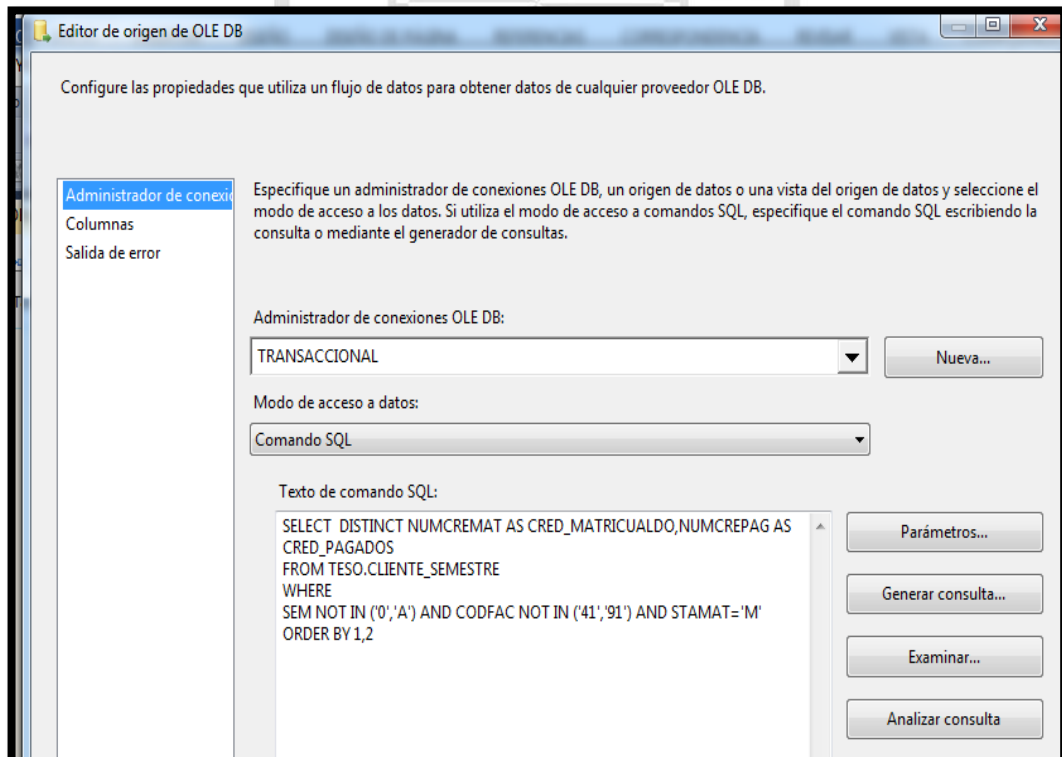 Editor de origen de OLE DB
Configure las propiedades que utiliza un flujo de datos para obtener datos de cualquier proveedor OLE DB.
Administrador de conexi
Columnas
Salida de error
Especifique un administrador de conexiones OLE DB, un origen de datos o una vista del origen de datos y seleccione el
modo de acceso a los datos. Si utiliza el modo de acceso a comandos SQL, especifique el comando SQL escribiendo la
consulta o mediante el generador de consultas.
Administrador de conexiones OLE DB:
TRANSACCIONAL
Nueva...
Modo de acceso a datos:
Comando SQL
Texto de comando SQL:
SELECT DISTINCT NUMCREMAT AS CRED_MATRICUALDO,NUMCREPAG AS
CRED_PAGADOS
FROM TESO.CLIENTE_SEMESTRE
WHERE
SEM NOT IN ('0','A') AND CODFAC NOT IN ('41','91') AND STAMAT='M'
ORDER BY 1,2
Parámetros...
Generar consulta...
Examinar...
Analizar consulta